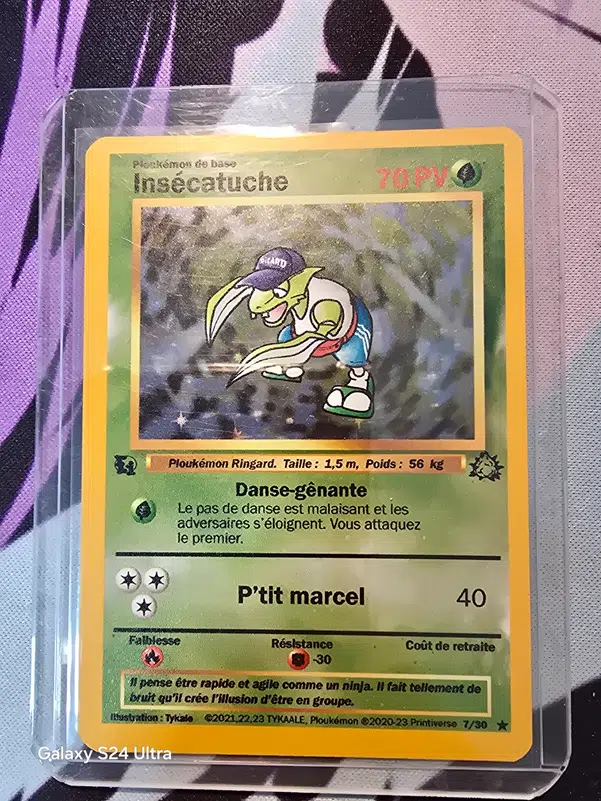 Ploukémon de base
Insécatuche
70 PV
Ploukémon Ringard. Taille : 1,5 m, Poids : 56 kg
Danse-gênante
Le pas de danse est malaisant et les
adversaires s'éloignent. Vous attaquez
le premier.
P'tit marcel
40
Faiblesse
Résistance
-30
Coût de retraite
Il pense être rapide et agile comme un ninja. Il fait tellement de
bruit qu'il crée l'illusion d'être en groupe.
Illustration : Tykale ©2021,22,23 TYKAALE, Ploukémon ®2020-23 Printiverse 7/30
Galaxy S24 Ultra